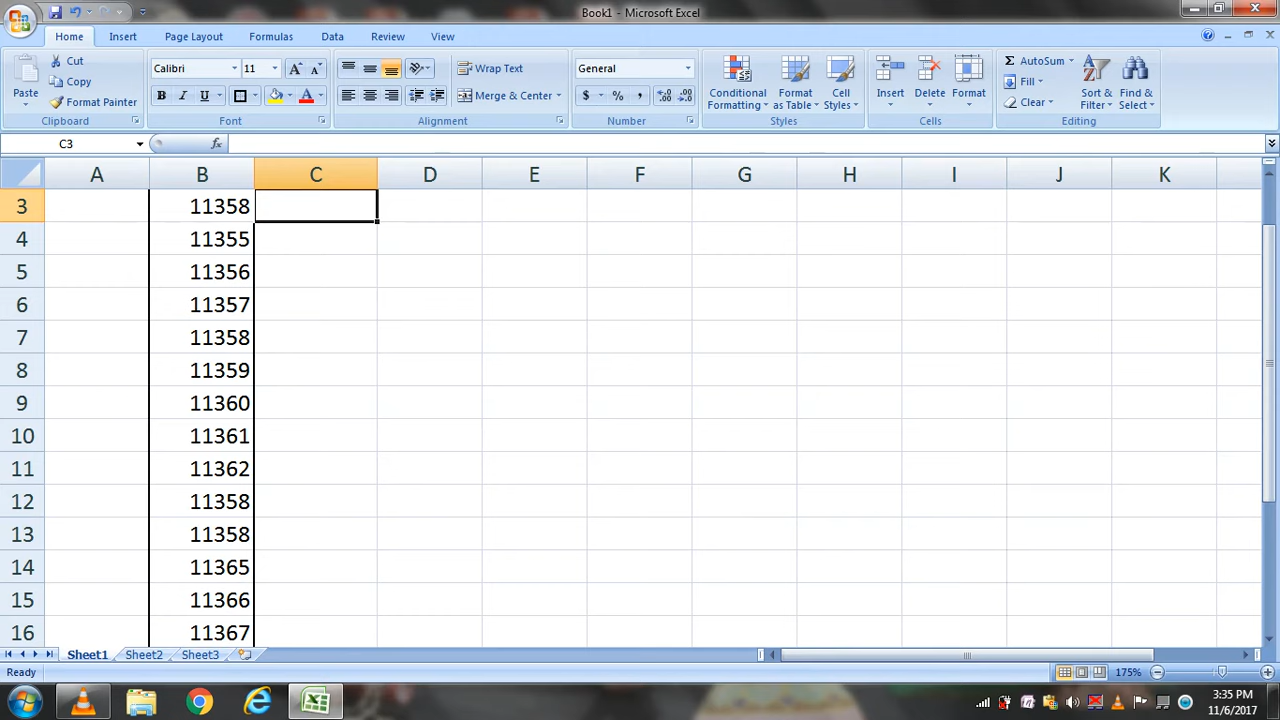 Book1 - Microsoft Excel
Home Insert Page Layout Formulas Data Review View
Paste
Cut
Copy
Format Painter
Clipboard
Calibri 11
B I U
Font
Wrap Text
Merge & Center
Alignment
General
$ % ,
Number
Conditional Formatting
Format as Table
Cell Styles
Styles
Insert Delete Format
Cells
Σ AutoSum
Fill
Clear
Sort & Filter
Find & Select
Editing
C3 fx
A B C D E F G H I J K
3 11358
4 11355
5 11356
6 11357
7 11358
8 11359
9 11360
10 11361
11 11362
12 11358
13 11358
14 11365
15 11366
16 11367
Sheet1 Sheet2 Sheet3
Ready 175%
3:35 PM
11/6/2017